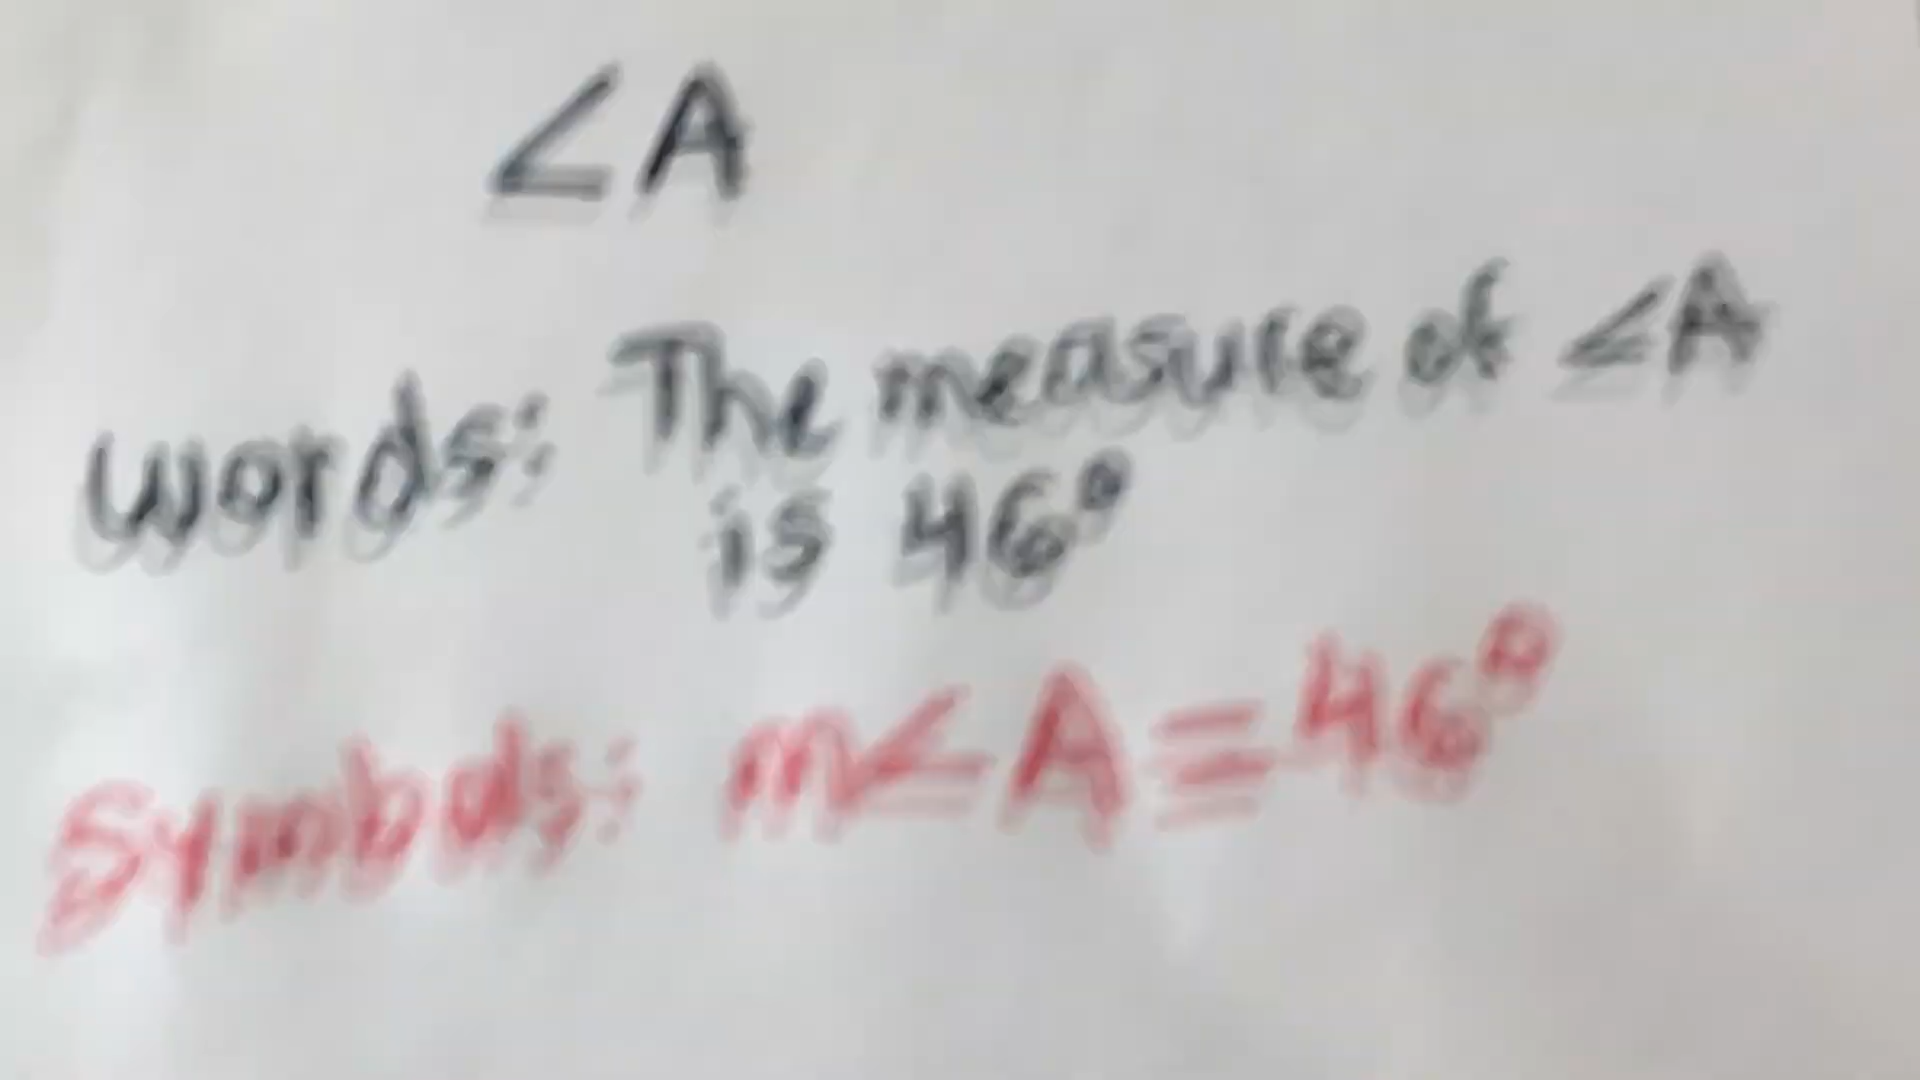 ∠A
words: The measure of ∠A
is 46°
Symbols: m∠A = 46°